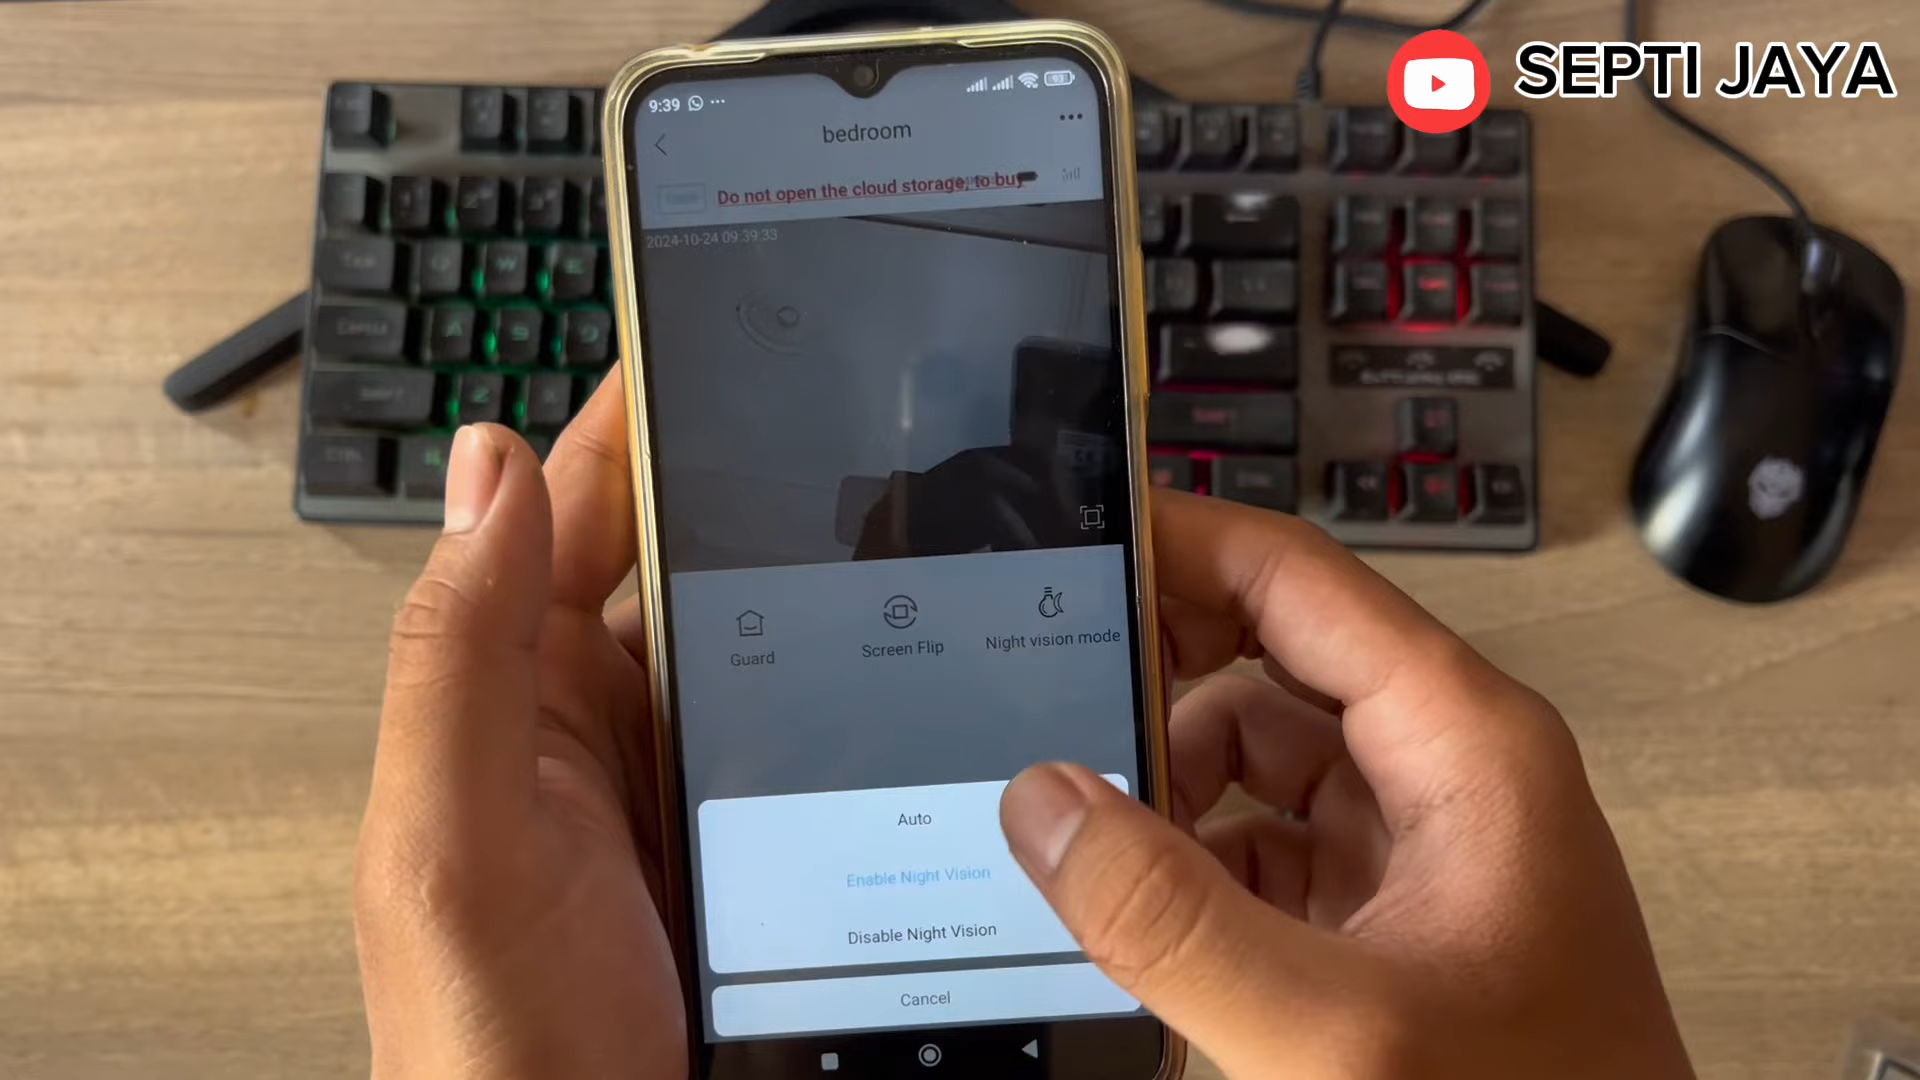 SEPTI JAYA
9:39
93
bedroom
Do not open the cloud storage, to buy
2024-10-24 09:39:33
Guard
Screen Flip
Night vision mode
Auto
Enable Night Vision
Disable Night Vision
Cancel